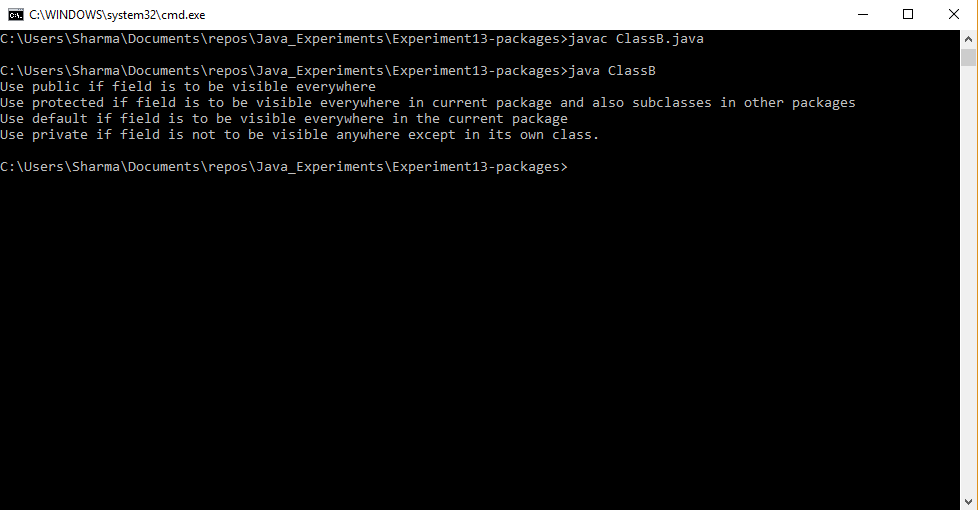 C:\WINDOWS\system32\cmd.exe
C:\Users\Sharma\Documents\repos\Java_Experiments\Experiment13-packages>javac ClassB.java
C:\Users\Sharma\Documents\repos\Java_Experiments\Experiment13-packages>java ClassB
Use public if field is to be visible everywhere
Use protected if field is to be visible everywhere in current package and also subclasses in other packages
Use default if field is to be visible everywhere in the current package
Use private if field is not to be visible anywhere except in its own class.
C:\Users\Sharma\Documents\repos\Java_Experiments\Experiment13-packages>